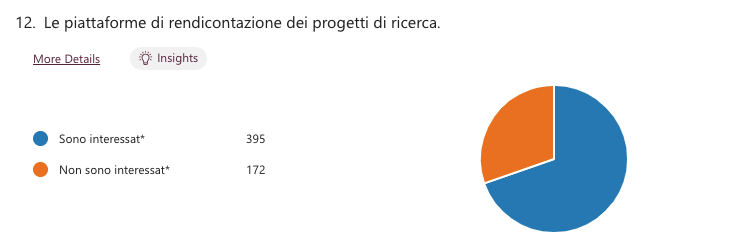 12. Le piattaforme di rendicontazione dei progetti di ricerca.
More Details
Insights
Sono interessat* 395
Non sono interessat* 172